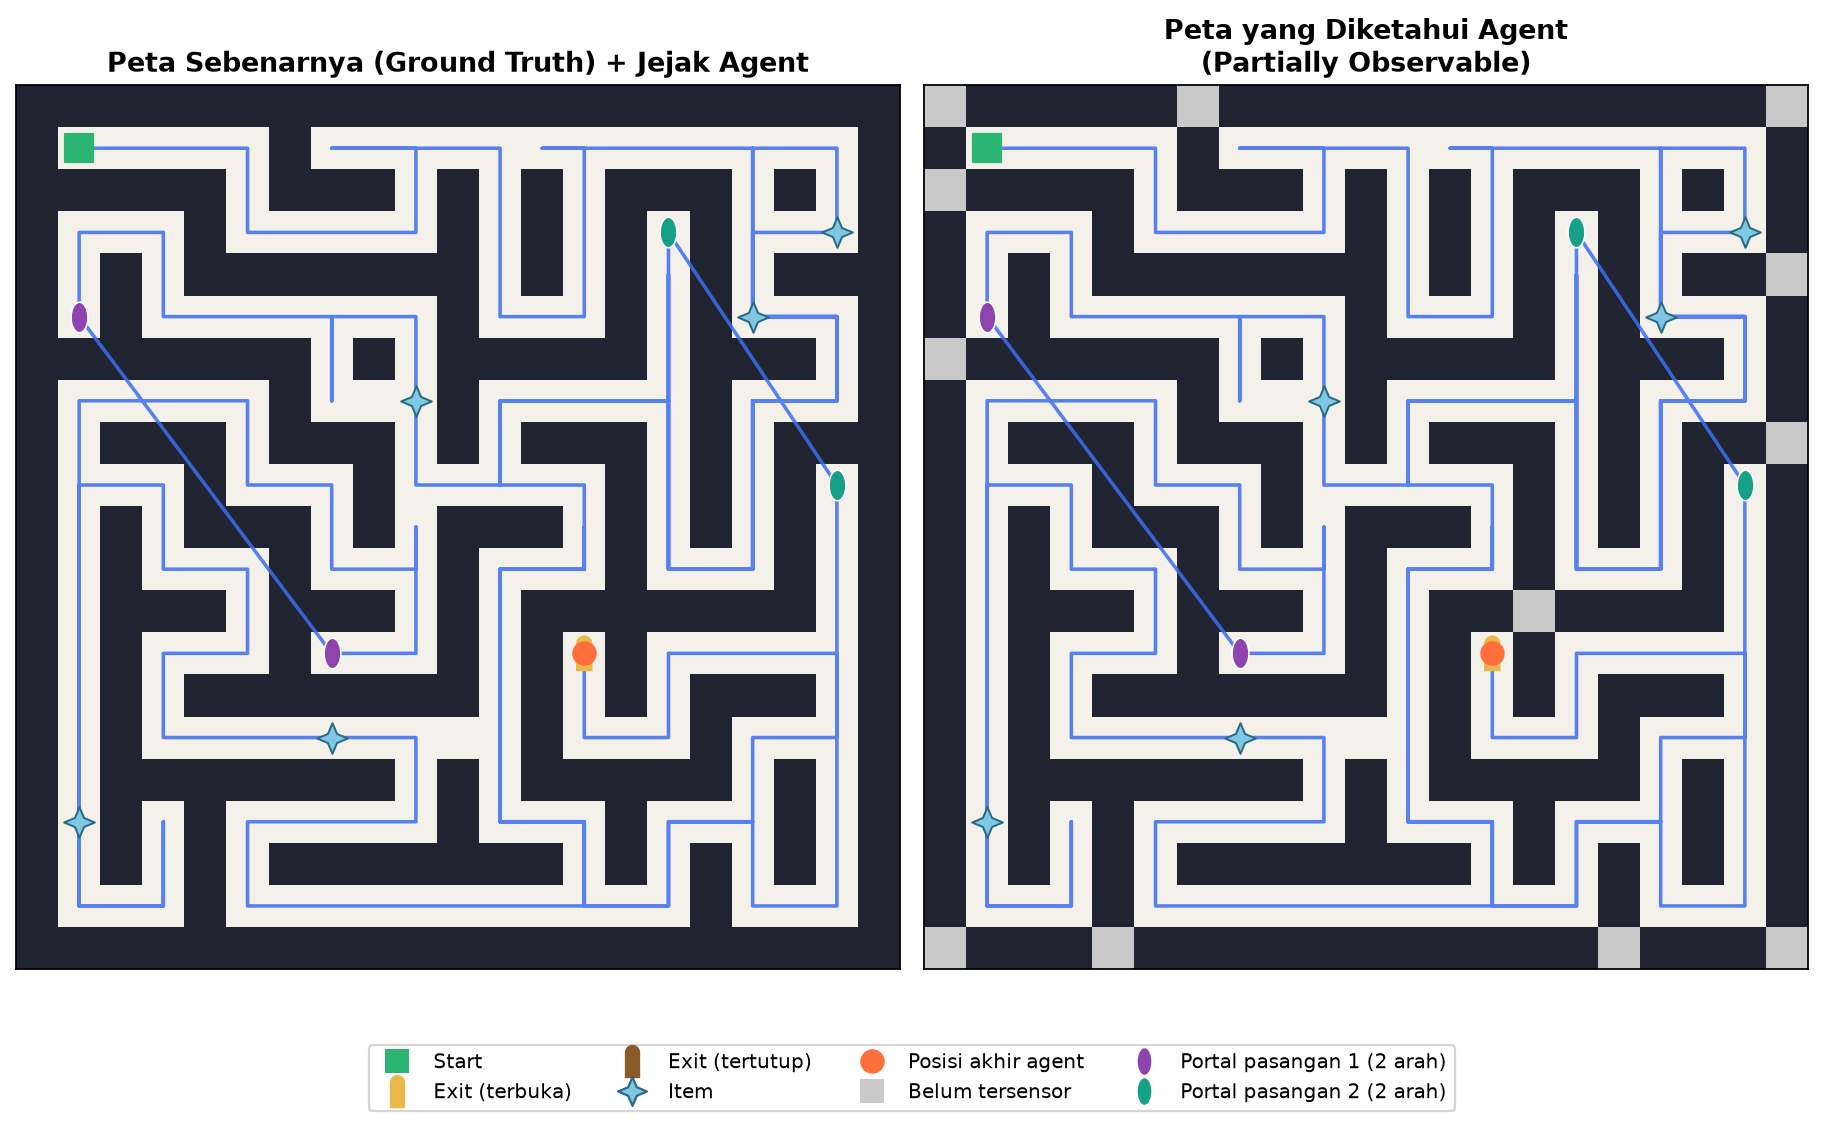 Peta Sebenarnya (Ground Truth) + Jejak Agent
Peta yang Diketahui Agent
(Partially Observable)
Start
Exit (terbuka)
Exit (tertutup)
Item
Posisi akhir agent
Belum tersensor
Portal pasangan 1 (2 arah)
Portal pasangan 2 (2 arah)